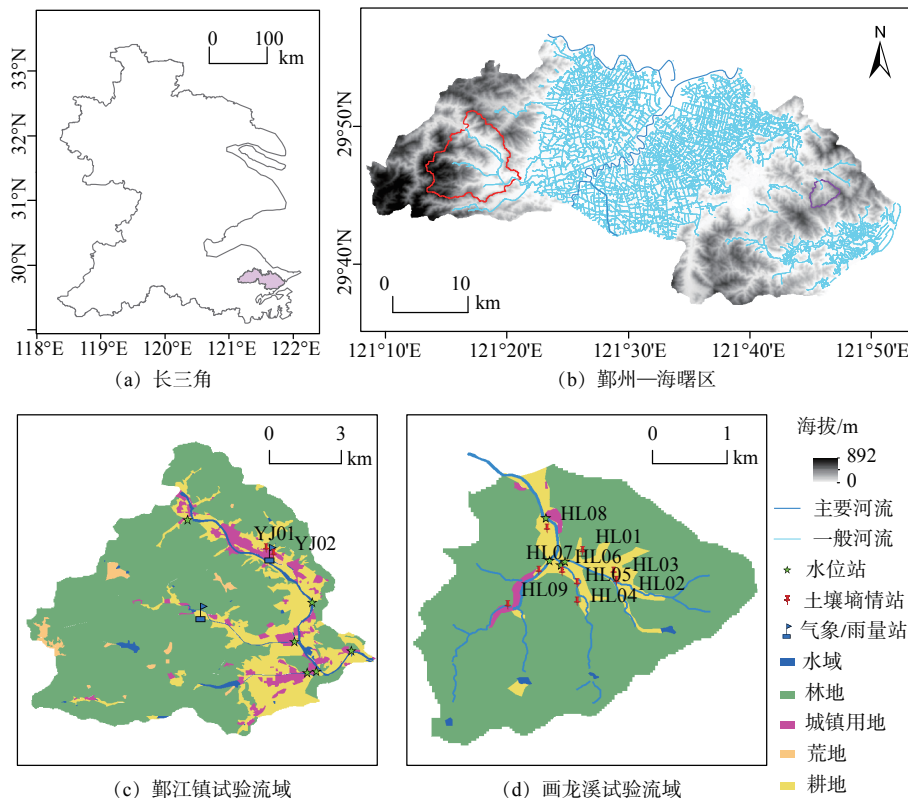 0 100
km
33°N
32°N
31°N
30°N
118°E 119°E 120°E 121°E 122°E
(a) 长三角
N
29°50′N
29°40′N
0 10
km
121°10′E 121°20′E 121°30′E 121°40′E 121°50′E
(b) 鄞州—海曙区
0 3
km
YJ01
YJ02
(c) 鄞江镇试验流域
0 1
km
HL08
HL01
HL07
HL06
HL03
HL05
HL02
HL09
HL04
(d) 画龙溪试验流域
海拔/m
892
0
主要河流
一般河流
水位站
土壤墒情站
气象/雨量站
水域
林地
城镇用地
荒地
耕地